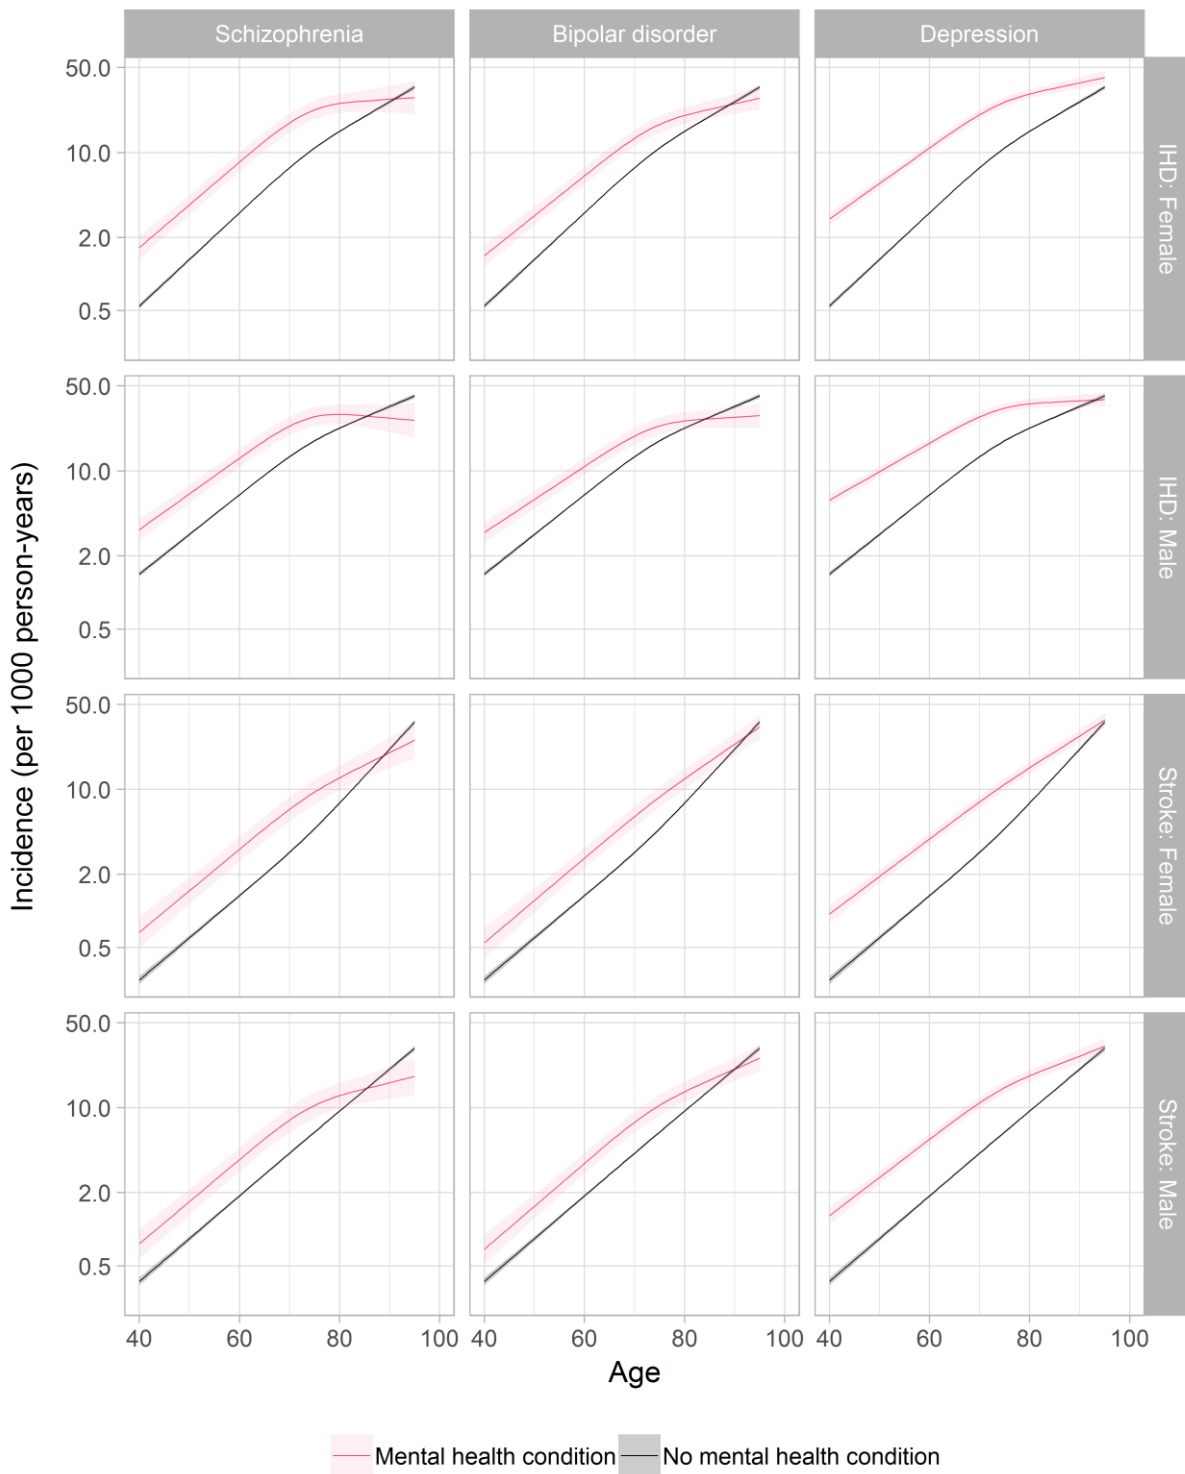 Schizophrenia
Bipolar disorder
Depression
50.0
10.0
2.0
0.5
IHD: Female
50.0
10.0
2.0
0.5
IHD: Male
Incidence (per 1000 person-years)
50.0
10.0
2.0
0.5
Stroke: Female
50.0
10.0
2.0
0.5
Stroke: Male
40 60 80 100
40 60 80 100
40 60 80 100
Age
Mental health condition
No mental health condition